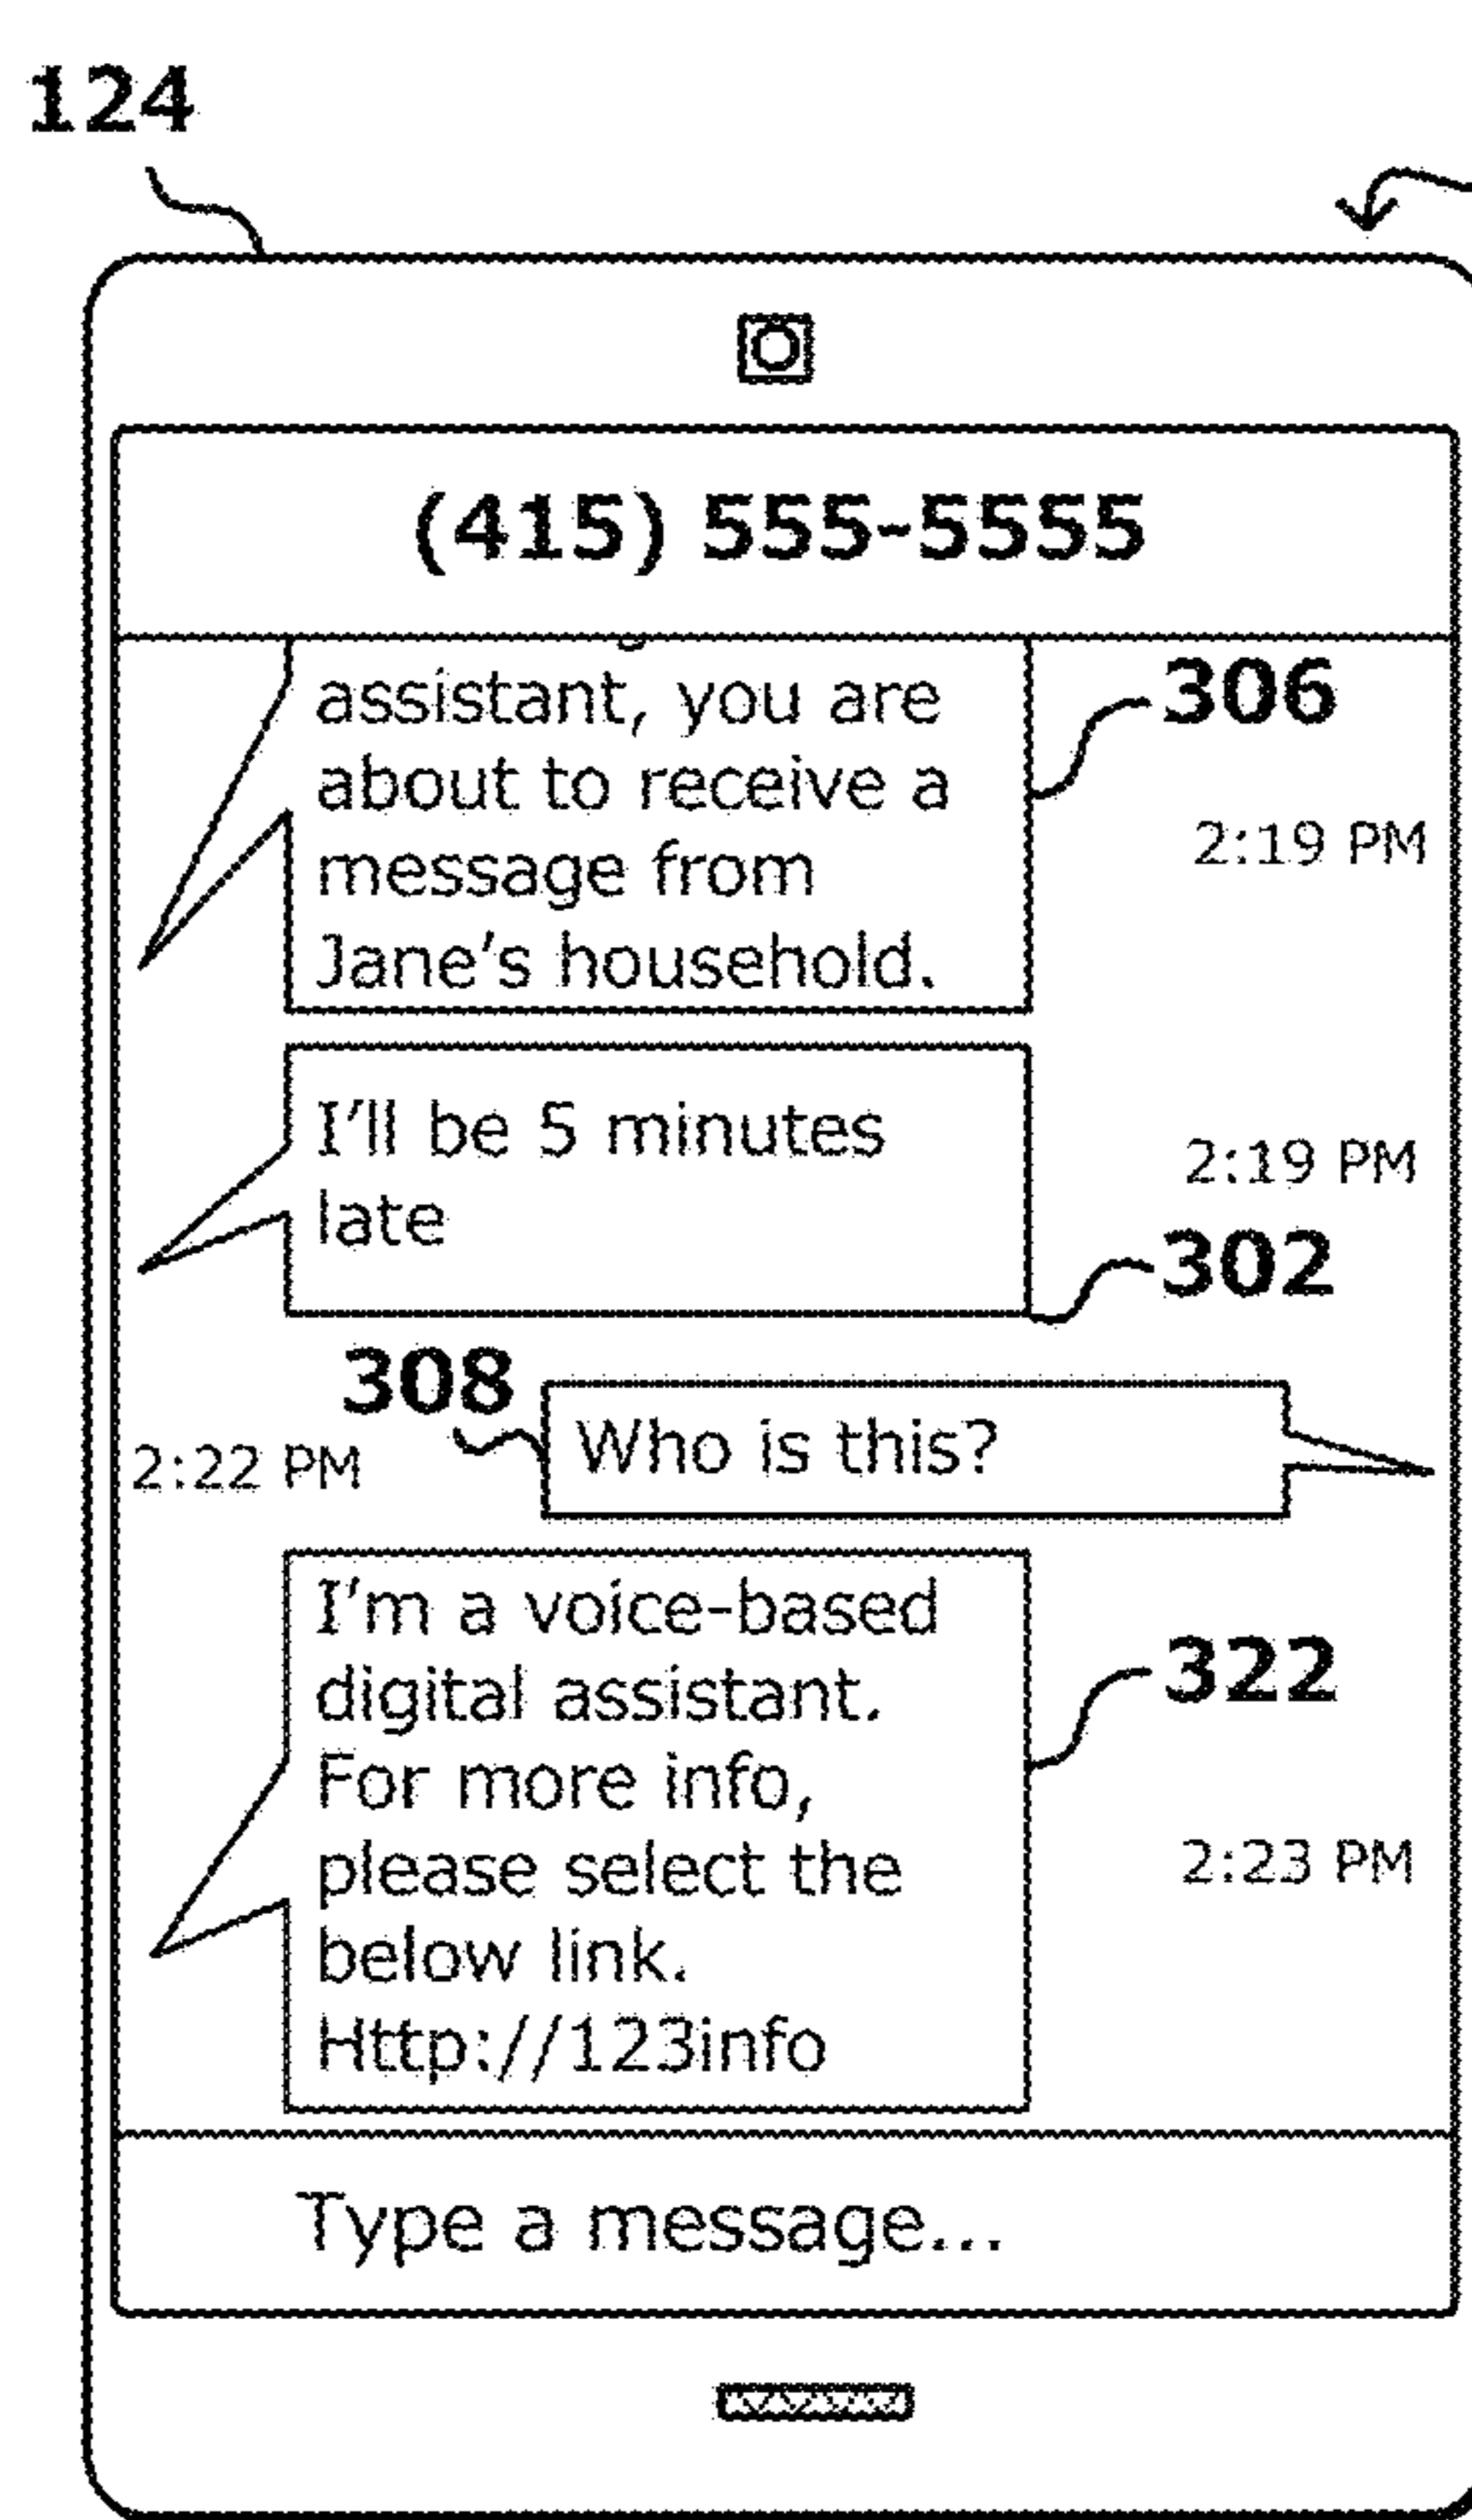 124
(415) 555-5555
assistant, you are
about to receive a
message from
Jane's household.
306
2:19 PM
I'll be 5 minutes
late
2:19 PM
302
308
2:22 PM
Who is this?
I'm a voice-based
digital assistant.
For more info,
please select the
below link.
Http://123info
322
2:23 PM
Type a message...